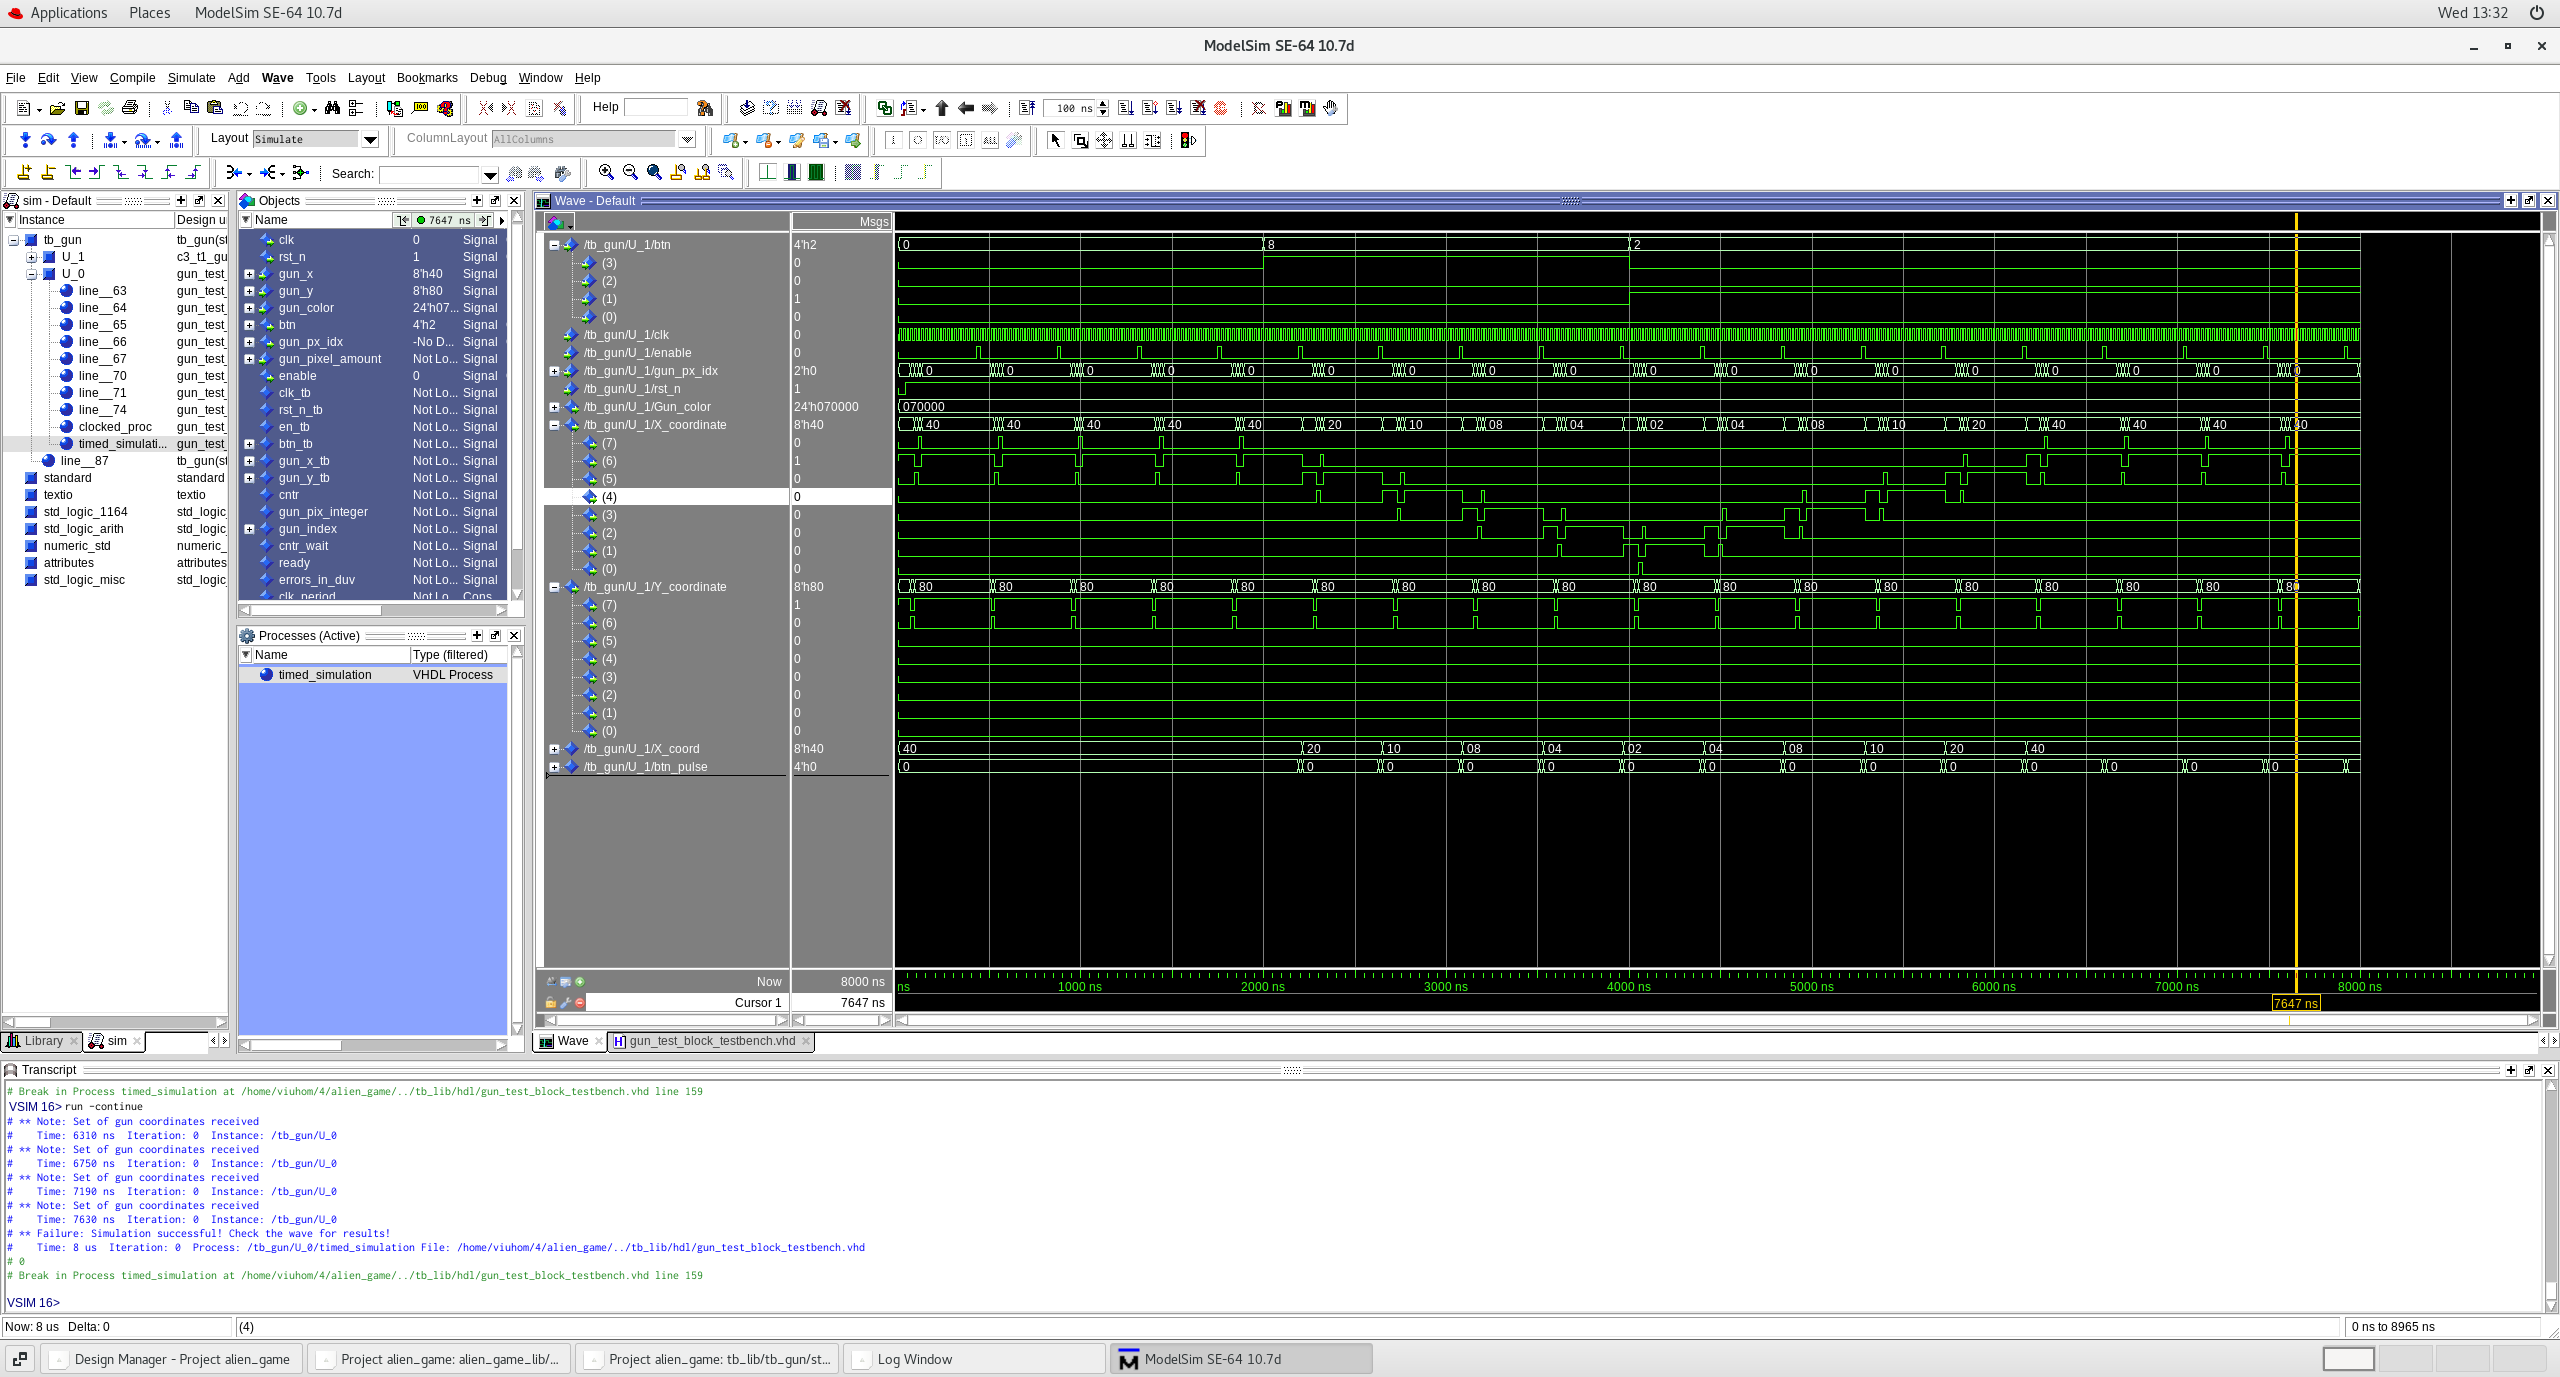 Applications Places ModelSim SE-64 10.7d Wed 13:32
ModelSim SE-64 10.7d
File Edit View Compile Simulate Add Wave Tools Layout Bookmarks Debug Window Help
Help 100 ns
Layout Simulate ColumnLayout AllColumns
Search:
sim - Default
Instance Design u
tb_gun tb_gun(st
U_1 c3_t1_gu
U_0 gun_test_
line__63 gun_test_
line__64 gun_test_
line__65 gun_test_
line__66 gun_test_
line__67 gun_test_
line__70 gun_test_
line__71 gun_test_
line__74 gun_test_
clocked_proc gun_test_
timed_simulati... gun_test_
line__87 tb_gun(st
standard standard
textio textio
std_logic_1164 std_logic_
std_logic_arith std_logic_
numeric_std numeric_
attributes attributes
std_logic_misc std_logic_
Library sim
Objects
Name 7647 ns
clk 0 Signal
rst_n 1 Signal
gun_x 8'h40 Signal
gun_y 8'h80 Signal
gun_color 24'h07... Signal
btn 4'h2 Signal
gun_px_idx -No D... Signal
gun_pixel_amount Not Lo... Signal
enable 0 Signal
clk_tb Not Lo... Signal
rst_n_tb Not Lo... Signal
en_tb Not Lo... Signal
btn_tb Not Lo... Signal
gun_x_tb Not Lo... Signal
gun_y_tb Not Lo... Signal
cntr Not Lo... Signal
gun_pix_integer Not Lo... Signal
gun_index Not Lo... Signal
cntr_wait Not Lo... Signal
ready Not Lo... Signal
errors_in_duv Not Lo... Signal
clk_period Not Lo... Cons
Processes (Active)
Name Type (filtered)
timed_simulation VHDL Process
Wave - Default
Msgs
/tb_gun/U_1/btn 4'h2 0 8 2
(3) 0
(2) 0
(1) 1
(0) 0
/tb_gun/U_1/clk 0
/tb_gun/U_1/enable 0
/tb_gun/U_1/gun_px_idx 2'h0 0 0 0 0 0 0 0 0 0 0 0 0 0 0 0 0 0 0
/tb_gun/U_1/rst_n 1
/tb_gun/U_1/Gun_color 24'h070000 070000
/tb_gun/U_1/X_coordinate 8'h40 40 40 40 40 40 20 10 08 04 02 04 08 10 20 40 40 40 40
(7) 0
(6) 1
(5) 0
(4) 0
(3) 0
(2) 0
(1) 0
(0) 0
/tb_gun/U_1/Y_coordinate 8'h80 80 80 80 80 80 80 80 80 80 80 80 80 80 80 80 80 80 80
(7) 1
(6) 0
(5) 0
(4) 0
(3) 0
(2) 0
(1) 0
(0) 0
/tb_gun/U_1/X_coord 8'h40 40 20 10 08 04 02 04 08 10 20 40
/tb_gun/U_1/btn_pulse 4'h0 0 0 0 0 0 0 0 0 0 0 0 0 0
Now 8000 ns ns 1000 ns 2000 ns 3000 ns 4000 ns 5000 ns 6000 ns 7000 ns 8000 ns
Cursor 1 7647 ns 7647 ns
Wave gun_test_block_testbench.vhd
Transcript
# Break in Process timed_simulation at /home/viuhom/4/alien_game/../tb_lib/hdl/gun_test_block_testbench.vhd line 159
VSIM 16> run -continue
# ** Note: Set of gun coordinates received
# Time: 6310 ns Iteration: 0 Instance: /tb_gun/U_0
# ** Note: Set of gun coordinates received
# Time: 6750 ns Iteration: 0 Instance: /tb_gun/U_0
# ** Note: Set of gun coordinates received
# Time: 7190 ns Iteration: 0 Instance: /tb_gun/U_0
# ** Note: Set of gun coordinates received
# Time: 7630 ns Iteration: 0 Instance: /tb_gun/U_0
# ** Failure: Simulation successful! Check the wave for results!
# Time: 8 us Iteration: 0 Process: /tb_gun/U_0/timed_simulation File: /home/viuhom/4/alien_game/../tb_lib/hdl/gun_test_block_testbench.vhd
# 0
# Break in Process timed_simulation at /home/viuhom/4/alien_game/../tb_lib/hdl/gun_test_block_testbench.vhd line 159
VSIM 16>
Now: 8 us Delta: 0 (4) 0 ns to 8965 ns
Design Manager - Project alien_game Project alien_game: alien_game_lib/... Project alien_game: tb_lib/tb_gun/st... Log Window ModelSim SE-64 10.7d